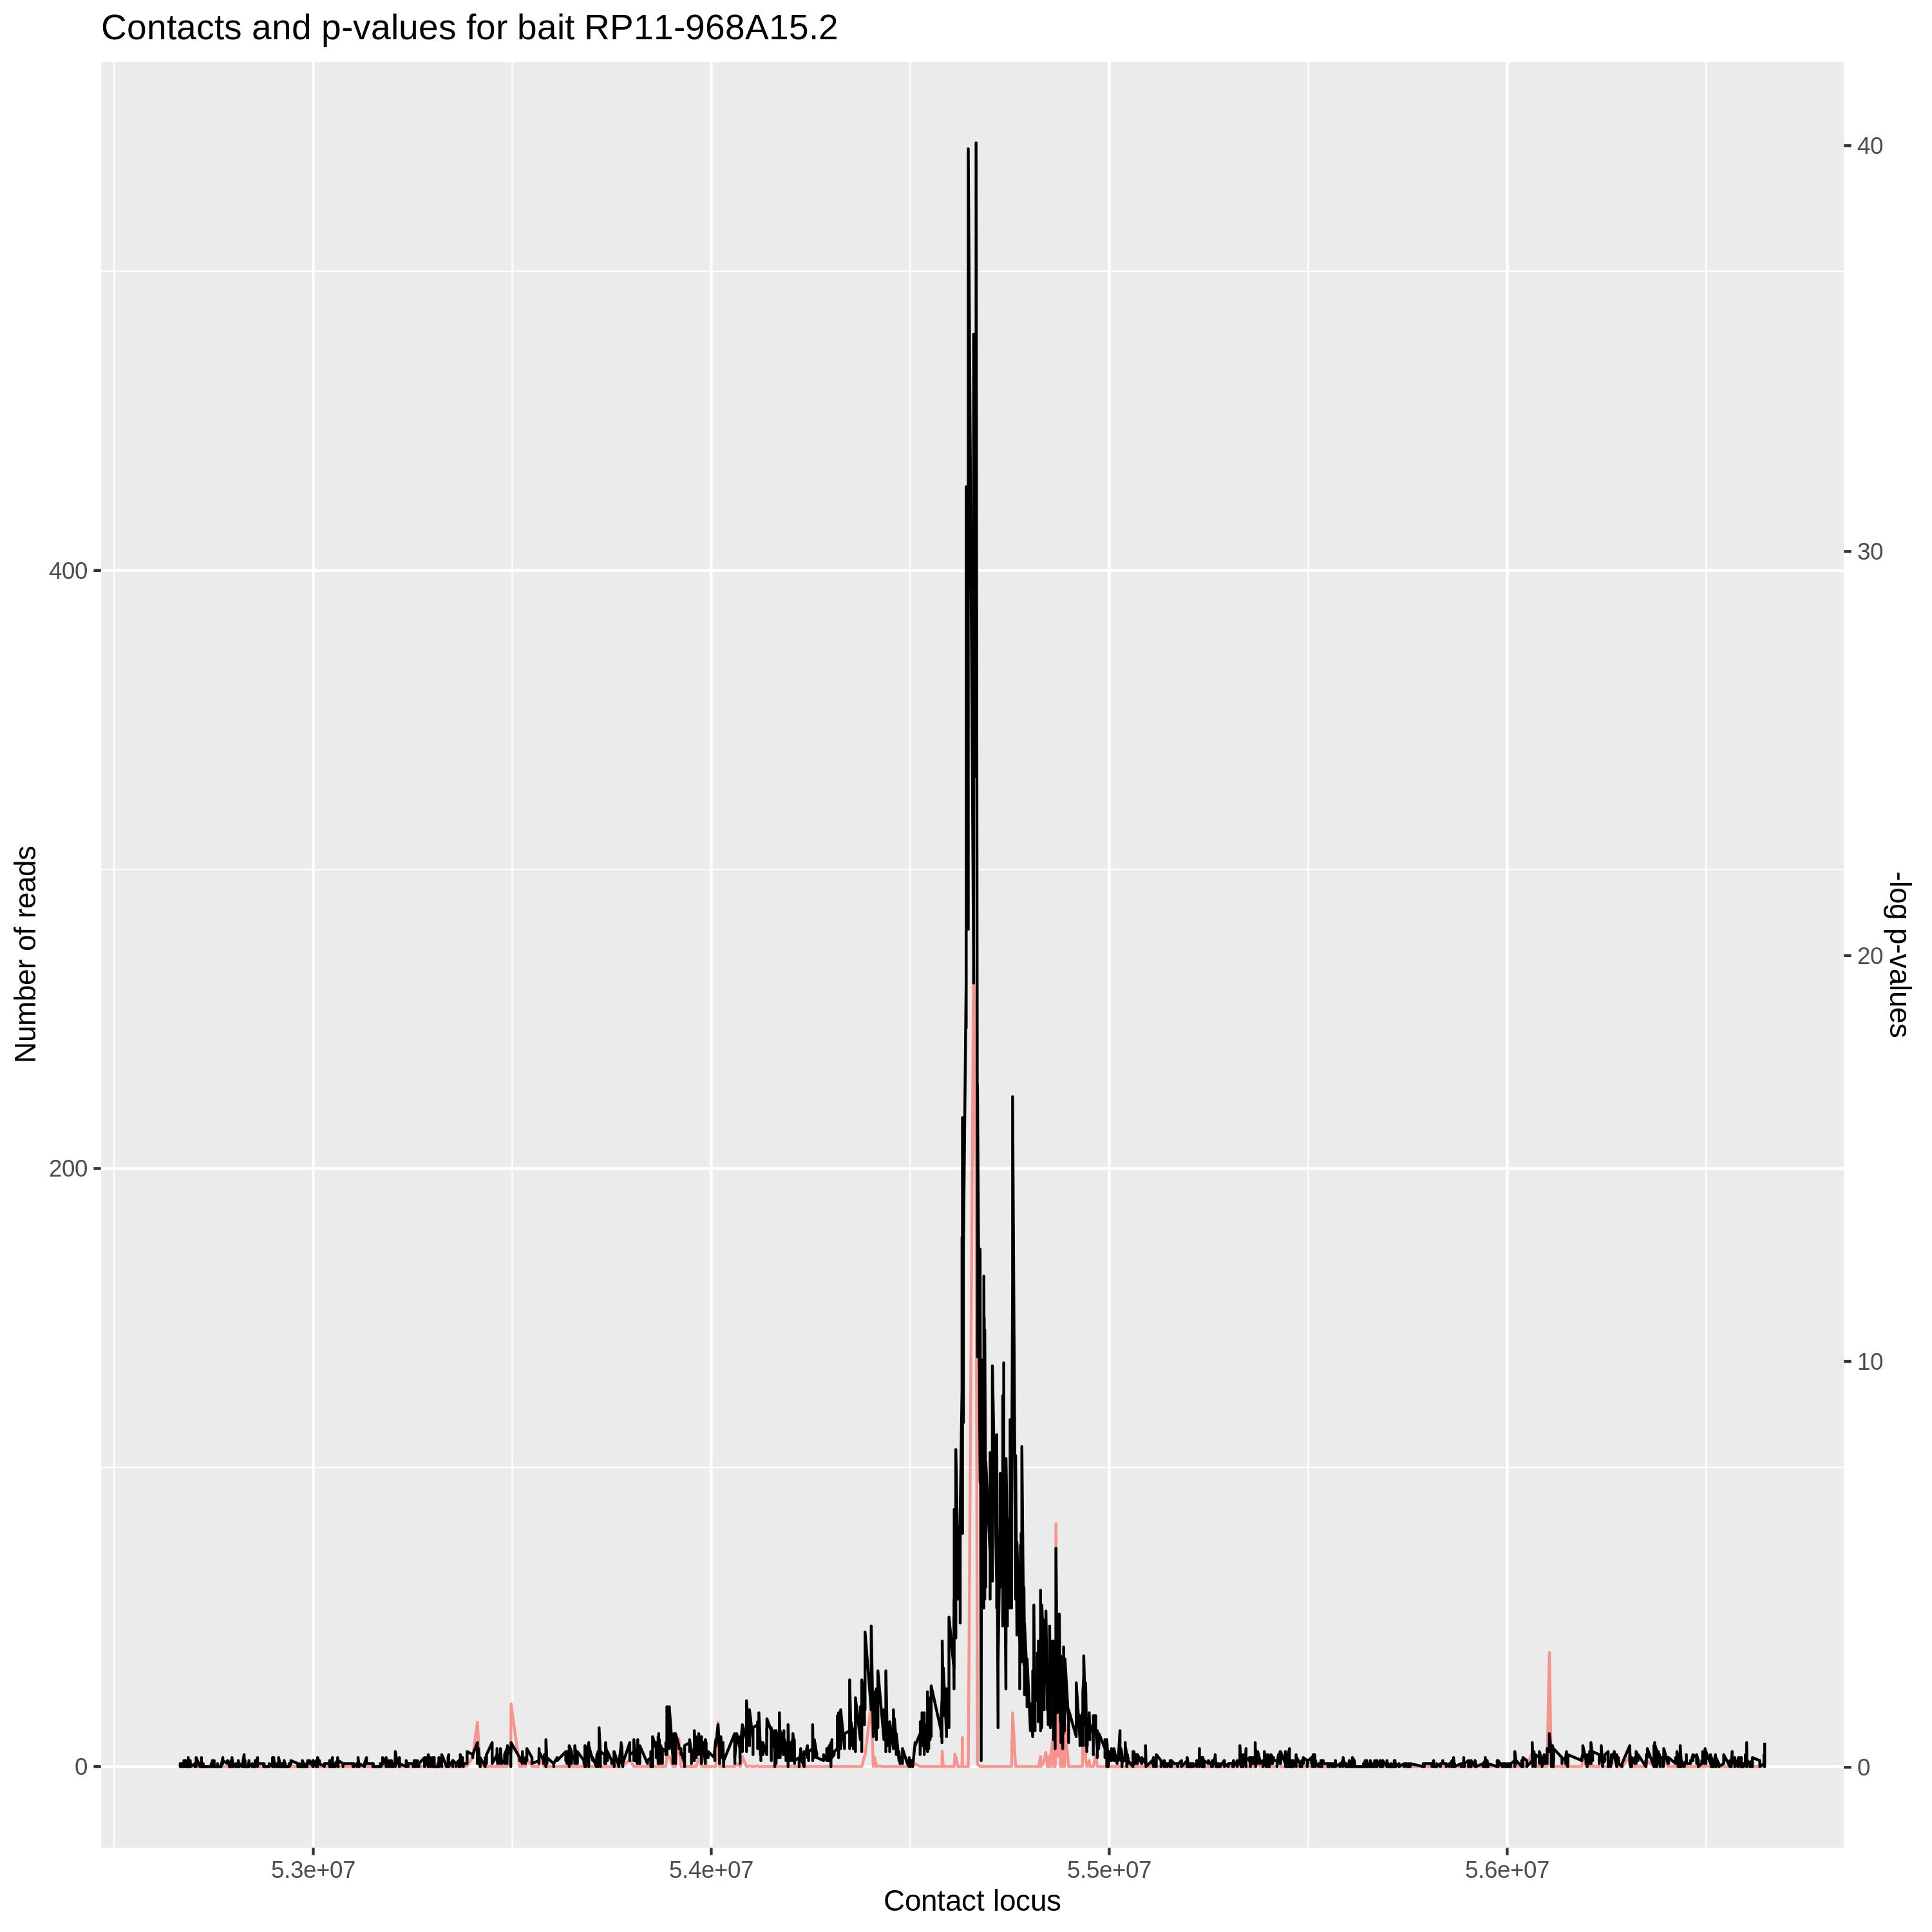 Contacts and p-values for bait RP11-968A15.2
Number of reads
400
200
0
40
30
20
10
0
-log p-values
5.3e+07 5.4e+07 5.5e+07 5.6e+07
Contact locus